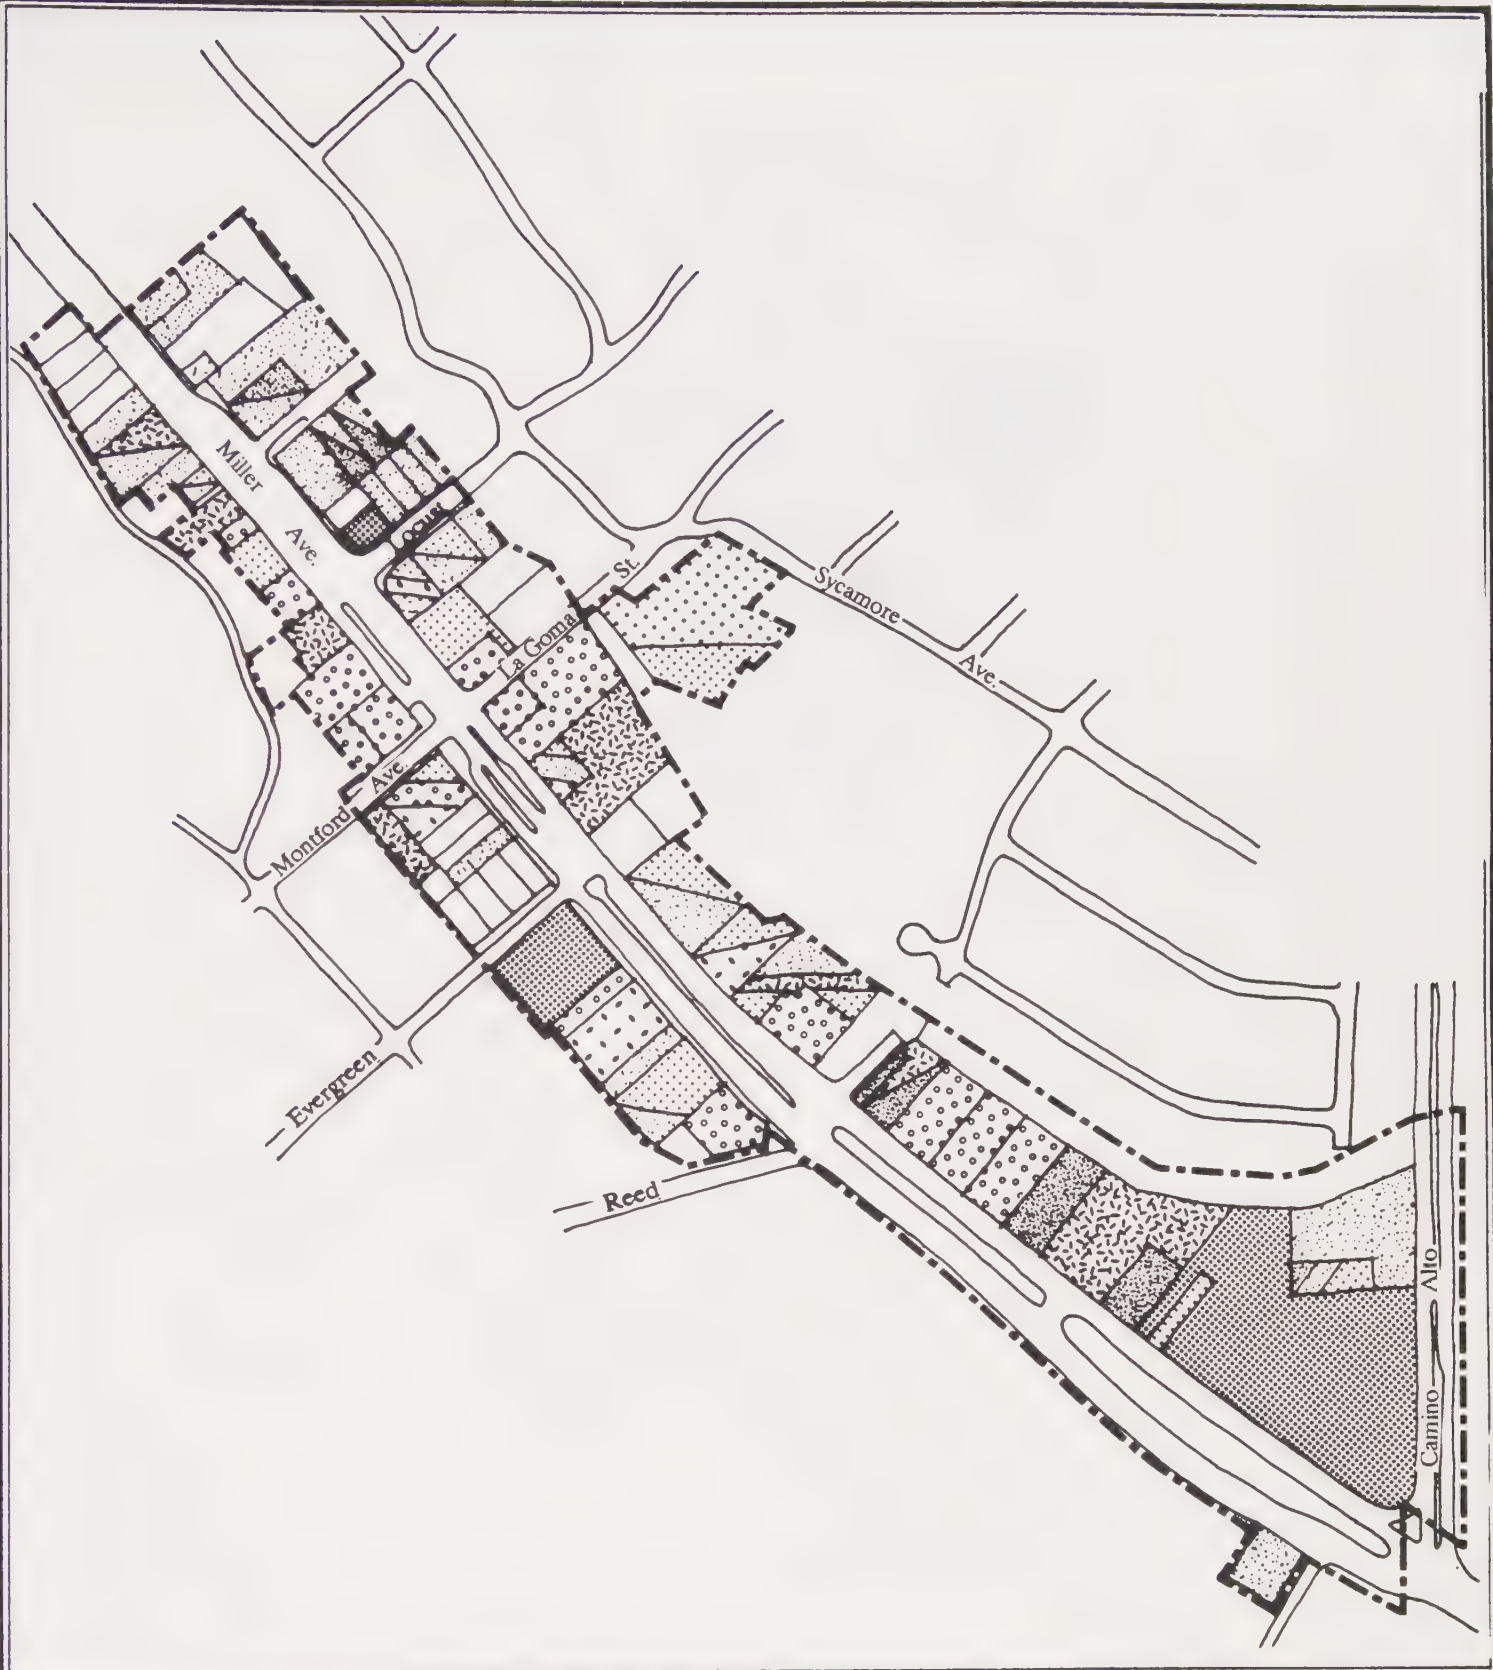 Miller
Ave.
Locust
La Goma
St.
Sycamore
Ave.
Montford
Ave.
Evergreen
Reed
Camino
Alto